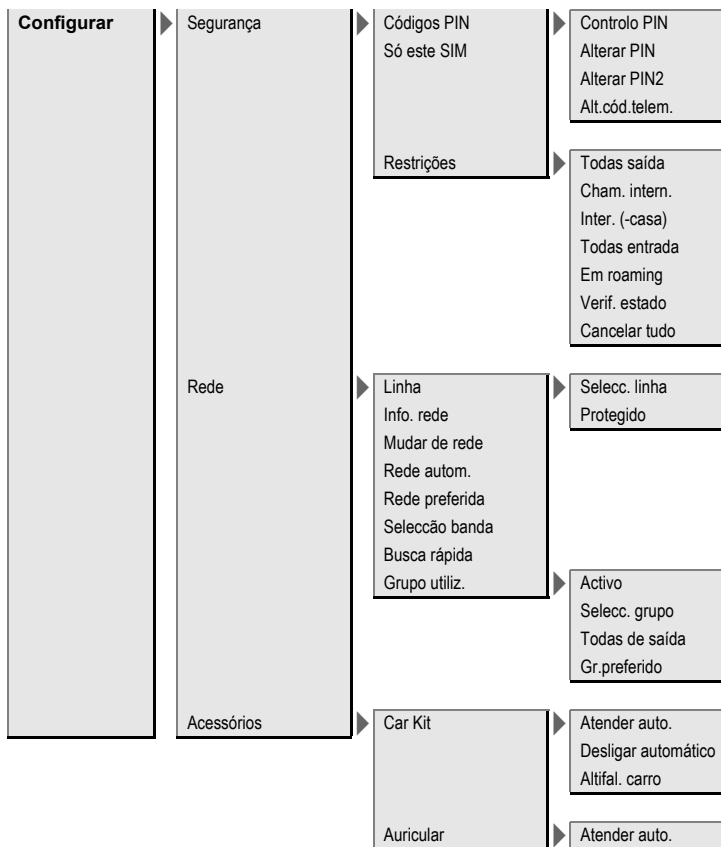 Configurar
Segurança
Códigos PIN
Controlo PIN
Alterar PIN
Alterar PIN2
Alt.cód.telem.
Só este SIM
Restrições
Todas saída
Cham. intern.
Inter. (-casa)
Todas entrada
Em roaming
Verif. estado
Cancelar tudo
Rede
Linha
Selecc. linha
Protegido
Info. rede
Mudar de rede
Rede autom.
Rede preferida
Seleccão banda
Busca rápida
Grupo utiliz.
Activo
Selecc. grupo
Todas de saída
Gr.preferido
Acessórios
Car Kit
Atender auto.
Desligar automático
Altifal. carro
Auricular
Atender auto.